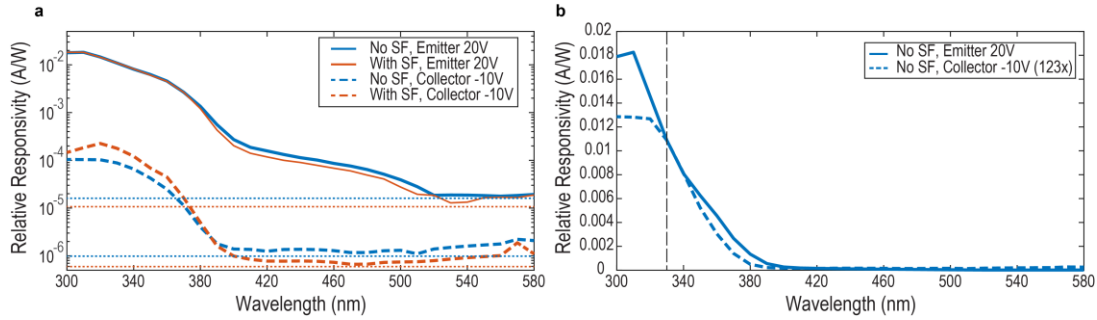 a
Relative Responsivity (A/W)
10-2
10-3
10-4
10-5
10-6
No SF, Emitter 20V
With SF, Emitter 20V
No SF, Collector -10V
With SF, Collector -10V
300 340 380 420 460 500 540 580
Wavelength (nm)
b
Relative Responsivity (A/W)
0.02
0.018
0.016
0.014
0.012
0.01
0.008
0.006
0.004
0.002
0
No SF, Emitter 20V
No SF, Collector -10V (123x)
300 340 380 420 460 500 540 580
Wavelength (nm)